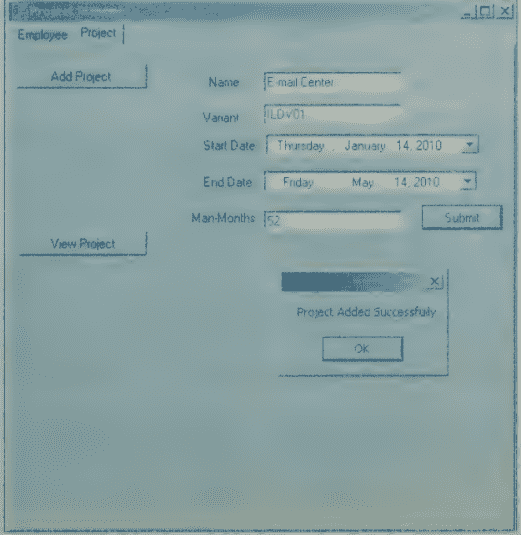 Employee Project
Add Project
Name E-mail Center
Variant ILDV01
Start Date Thursday , January 14, 2010
End Date Friday , May 14, 2010
Man-Months 52
Submit
View Project
Project Added Successfully
OK